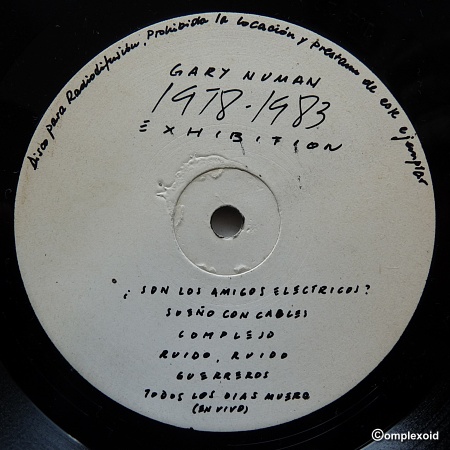 Disco para Radiodifusión, Prohibida la locación y prestamo de este ejemplar
GARY NUMAN
1978-1983
EXHIBITION
¿SON LOS AMIGOS ELECTRICOS?
SUEÑO CON CABLES
COMPLEJO
RUIDO, RUIDO
GUERREROS
TODOS LOS DIAS MUERO
(EN VIVO)
©omplexoid